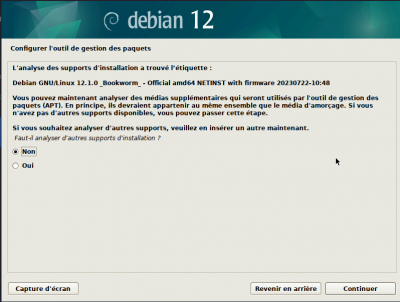 debian 12
Configurer l'outil de gestion des paquets
L'analyse des supports d'installation a trouvé l'étiquette :
Debian GNU/Linux 12.1.0 _Bookworm_ - Official amd64 NETINST with firmware 20230722-10:48
Vous pouvez maintenant analyser des médias supplémentaires qui seront utilisés par l'outil de gestion des
paquets (APT). En principe, ils devraient appartenir au même ensemble que le média d'amorçage. Si vous
n'avez pas d'autres supports disponibles, vous pouvez passer cette étape.
Si vous souhaitez analyser d'autres supports, veuillez en insérer un autre maintenant.
Faut-il analyser d'autres supports d'installation ?
Non
Oui
Capture d'écran
Revenir en arrière
Continuer